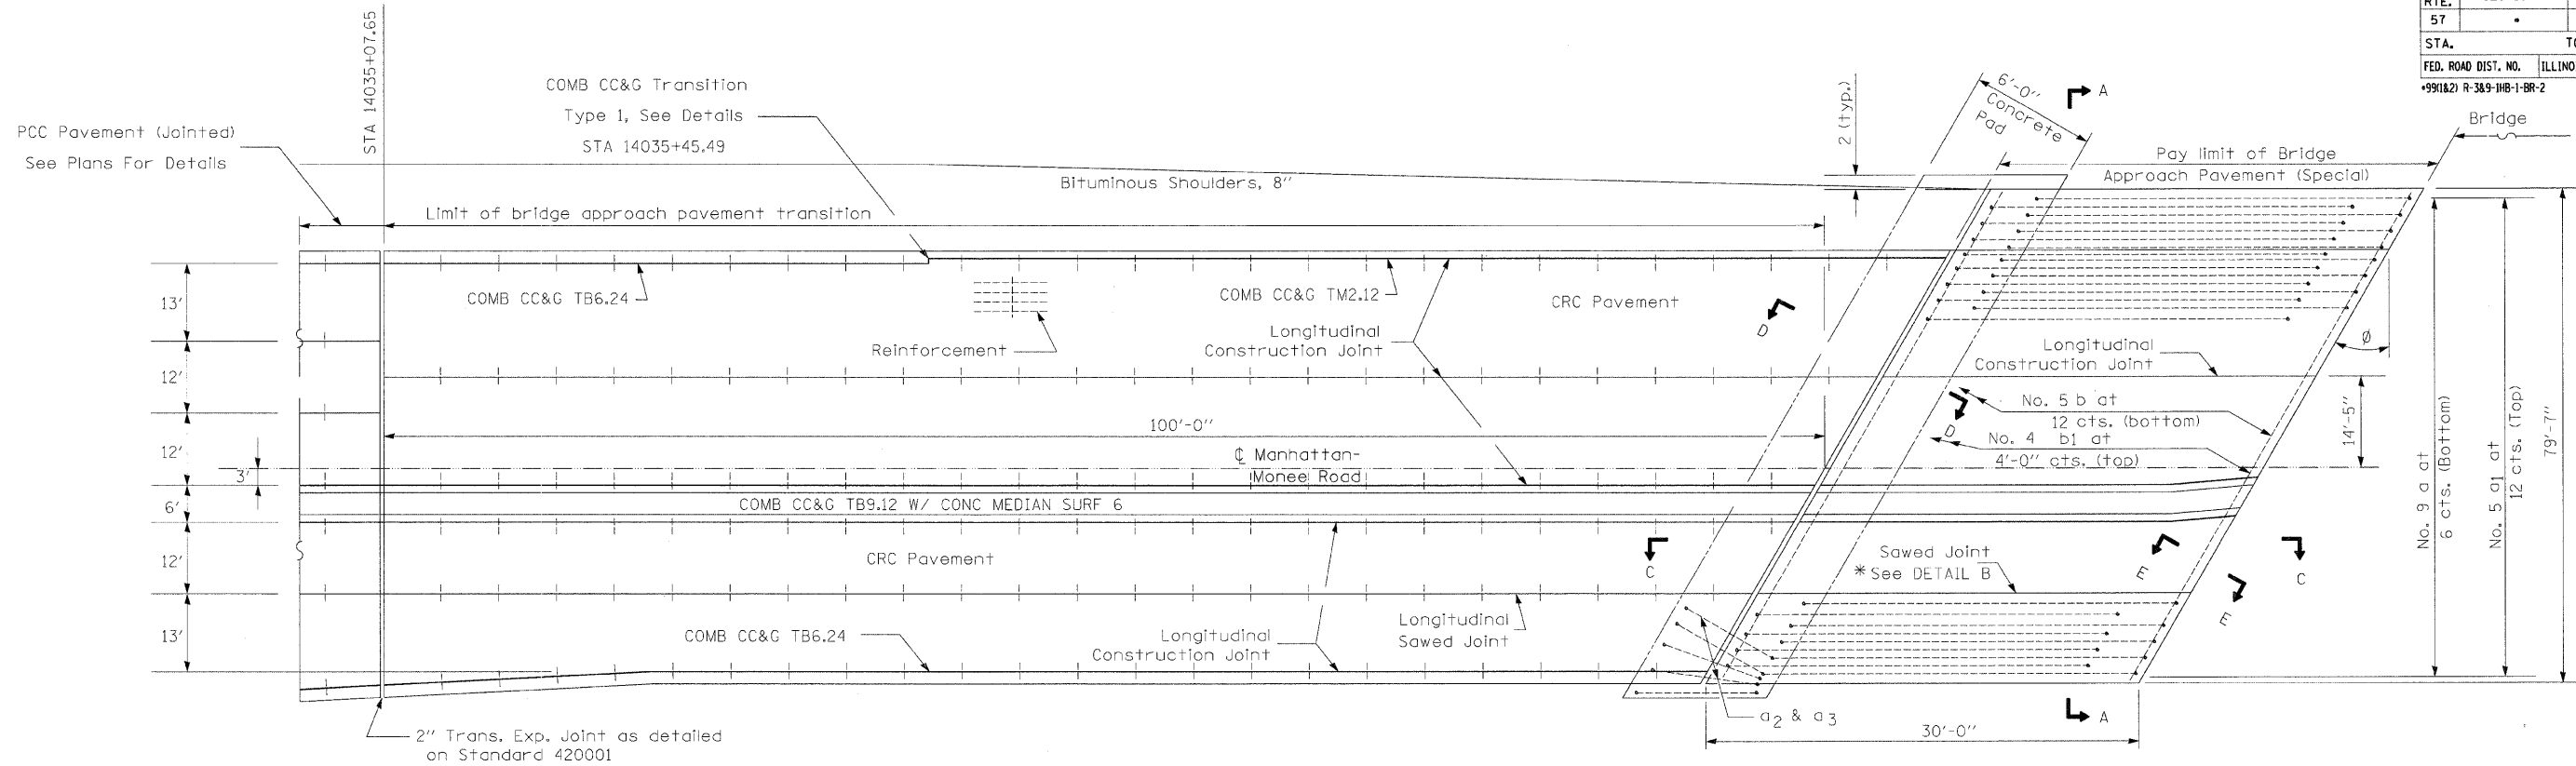 RTE.
57 •
STA. TO
FED. ROAD DIST. NO. ILLINO
•99(1&2) R-3&9-1HB-1-BR-2
Bridge
STA 14035+07.65
COMB CC&G Transition
Type 1, See Details
STA 14035+45.49
PCC Pavement (Jointed)
See Plans For Details
2 (typ.)
6'-0"
Concrete
Pad
A
Pay limit of Bridge
Approach Pavement (Special)
Bituminous Shoulders, 8"
Limit of bridge approach pavement transition
13'
COMB CC&G TB6.24
COMB CC&G TM2.12
CRC Pavement
D
Reinforcement
Longitudinal
Construction Joint
Longitudinal
Construction Joint
Ø
12'
No. 5 b at
12 cts. (bottom)
D
No. 4 b1 at
4'-0" cts. (top)
14'-5"
100'-0"
12'
3'
℄ Manhattan-
Monee Road
6'
COMB CC&G TB9.12 W/ CONC MEDIAN SURF 6
No. 9 a at
6 cts. (Bottom)
No. 5 a1 at
12 cts. (Top)
79'-7"
12'
CRC Pavement
C
Sawed Joint
*See DETAIL B
E
C
E
13'
COMB CC&G TB6.24
Longitudinal
Construction Joint
Longitudinal
Sawed Joint
a2 & a3
A
30'-0"
2" Trans. Exp. Joint as detailed
on Standard 420001